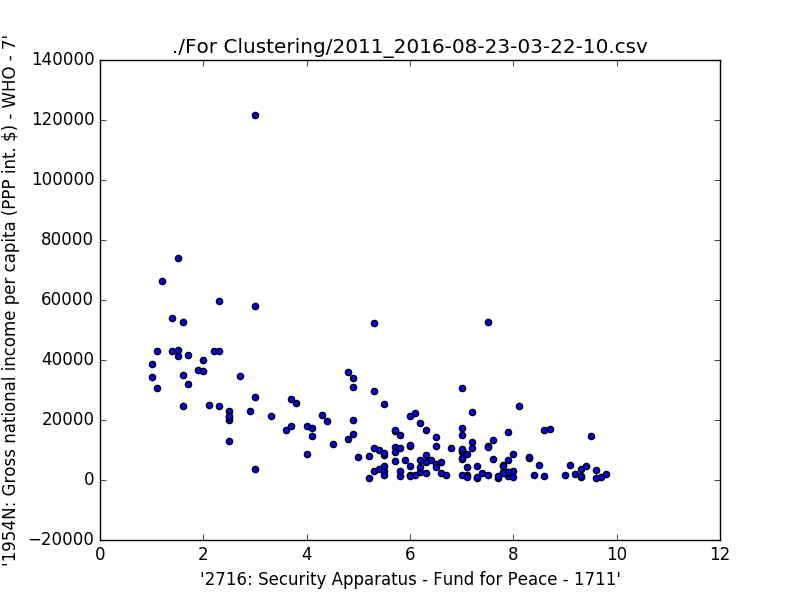 ./For Clustering/2011_2016-08-23-03-22-10.csv
'1954N: Gross national income per capita (PPP int. $) - WHO - 7'
140000
120000
100000
80000
60000
40000
20000
0
−20000
0 2 4 6 8 10 12
'2716: Security Apparatus - Fund for Peace - 1711'